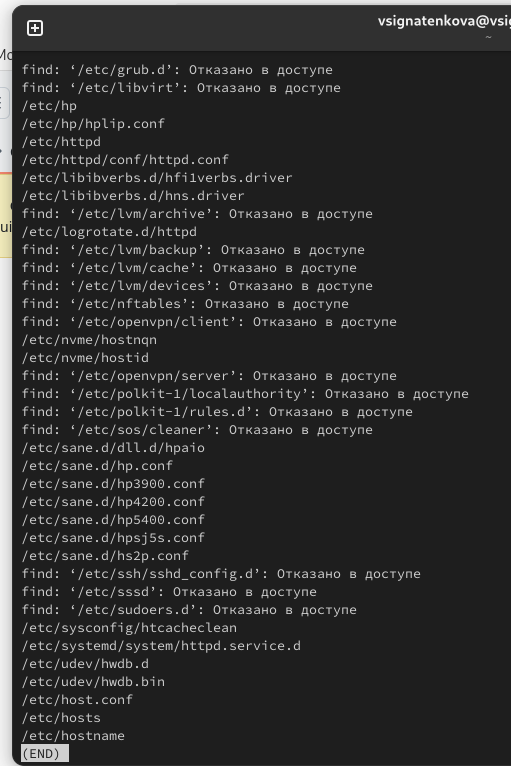 vsignatenkova@vsi
~
find: ‘/etc/grub.d’: Отказано в доступе
find: ‘/etc/libvirt’: Отказано в доступе
/etc/hp
/etc/hp/hplip.conf
/etc/httpd
/etc/httpd/conf/httpd.conf
/etc/libibverbs.d/hfi1verbs.driver
/etc/libibverbs.d/hns.driver
find: ‘/etc/lvm/archive’: Отказано в доступе
/etc/logrotate.d/httpd
find: ‘/etc/lvm/backup’: Отказано в доступе
find: ‘/etc/lvm/cache’: Отказано в доступе
find: ‘/etc/lvm/devices’: Отказано в доступе
find: ‘/etc/nftables’: Отказано в доступе
find: ‘/etc/openvpn/client’: Отказано в доступе
/etc/nvme/hostnqn
/etc/nvme/hostid
find: ‘/etc/openvpn/server’: Отказано в доступе
find: ‘/etc/polkit-1/localauthority’: Отказано в доступе
find: ‘/etc/polkit-1/rules.d’: Отказано в доступе
find: ‘/etc/sos/cleaner’: Отказано в доступе
/etc/sane.d/dll.d/hpaio
/etc/sane.d/hp.conf
/etc/sane.d/hp3900.conf
/etc/sane.d/hp4200.conf
/etc/sane.d/hp5400.conf
/etc/sane.d/hpsj5s.conf
/etc/sane.d/hs2p.conf
find: ‘/etc/ssh/sshd_config.d’: Отказано в доступе
find: ‘/etc/sssd’: Отказано в доступе
find: ‘/etc/sudoers.d’: Отказано в доступе
/etc/sysconfig/htcacheclean
/etc/systemd/system/httpd.service.d
/etc/udev/hwdb.d
/etc/udev/hwdb.bin
/etc/host.conf
/etc/hosts
/etc/hostname
(END)